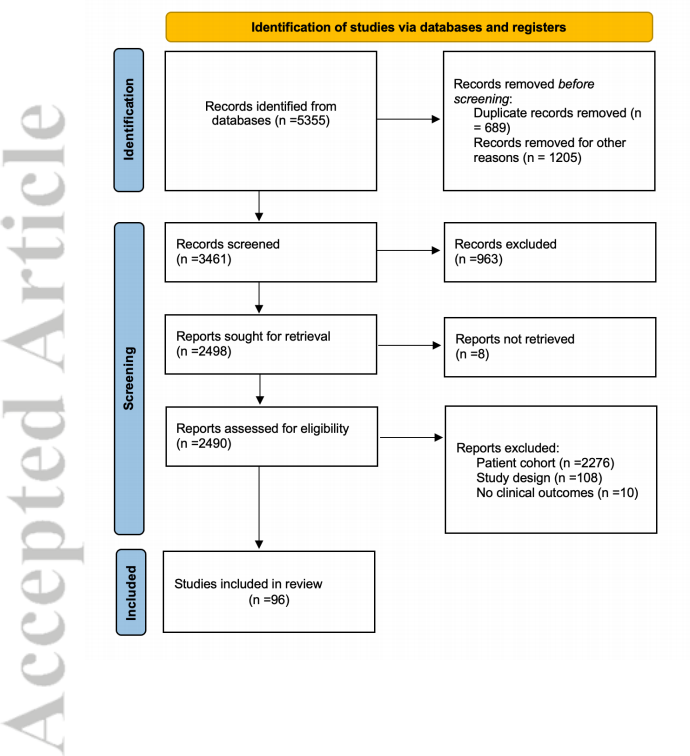 Identification of studies via databases and registers
Identification
Records identified from
databases (n =5355)
Records removed before
screening:
Duplicate records removed (n
= 689)
Records removed for other
reasons (n = 1205)
Screening
Records screened
(n =3461)
Records excluded
(n =963)
Reports sought for retrieval
(n =2498)
Reports not retrieved
(n =8)
Reports assessed for eligibility
(n =2490)
Reports excluded:
Patient cohort (n =2276)
Study design (n =108)
No clinical outcomes (n =10)
Included
Studies included in review
(n =96)
Accepted Article